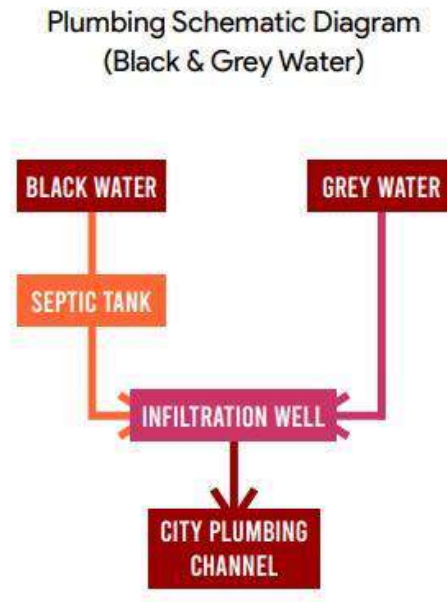 Plumbing Schematic Diagram
(Black & Grey Water)
BLACK WATER
GREY WATER
SEPTIC TANK
INFILTRATION WELL
CITY PLUMBING
CHANNEL